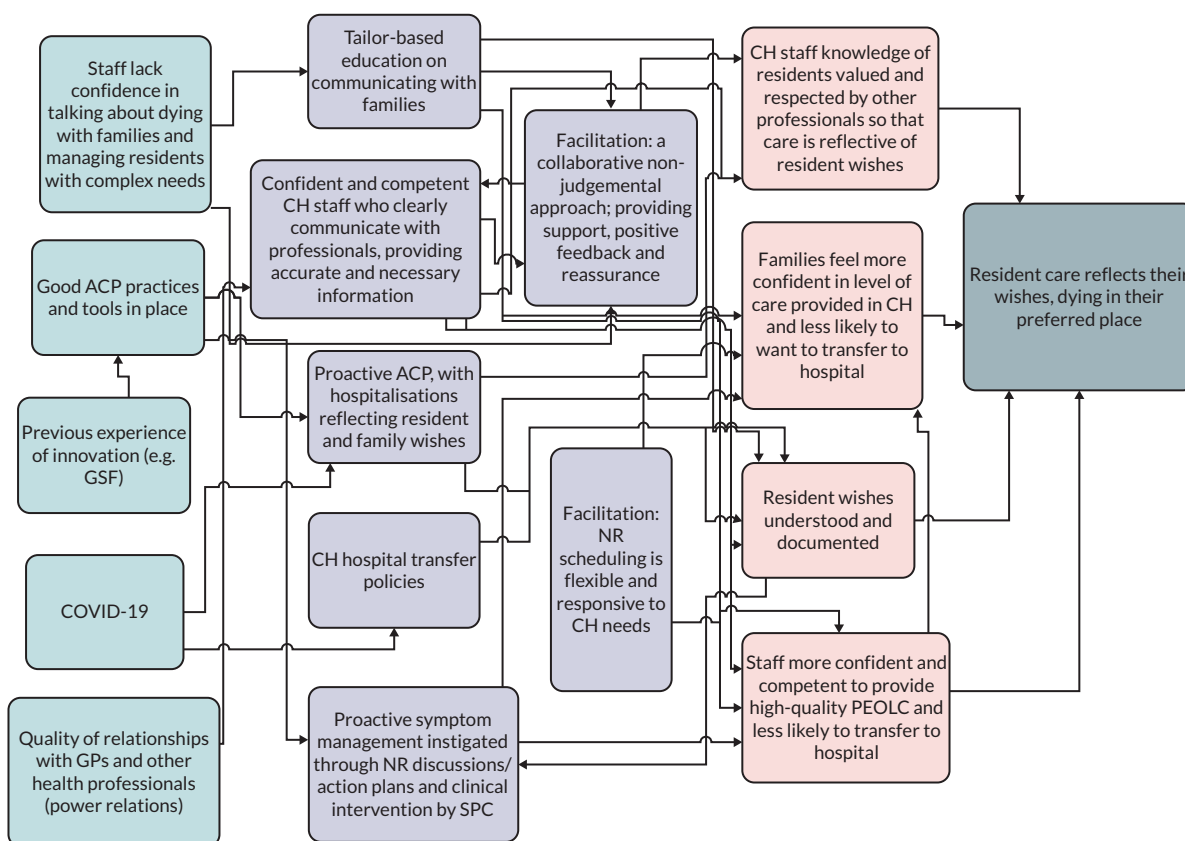 Staff lack
confidence in
talking about dying
with families and
managing residents
with complex needs
Good ACP practices
and tools in place
Previous experience
of innovation (e.g.
GSF)
COVID-19
Quality of relationships
with GPs and other
health professionals
(power relations)
Tailor-based
education on
communicating with
families
Confident and competent
CH staff who clearly
communicate with
professionals, providing
accurate and necessary
information
Proactive ACP, with
hospitalisations
reflecting resident
and family wishes
CH hospital transfer
policies
Proactive symptom
management instigated
through NR discussions/
action plans and clinical
intervention by SPC
Facilitation: a
collaborative non-
judgemental
approach; providing
support, positive
feedback and
reassurance
Facilitation:
NR
scheduling is
flexible and
responsive to
CH needs
CH staff knowledge of
residents valued and
respected by other
professionals so that
care is reflective of
resident wishes
Families feel more
confident in level of
care provided in CH
and less likely to
want to transfer to
hospital
Resident wishes
understood and
documented
Staff more confident and
competent to provide
high-quality PEOLC and
less likely to transfer to
hospital
Resident care reflects their
wishes, dying in their
preferred place